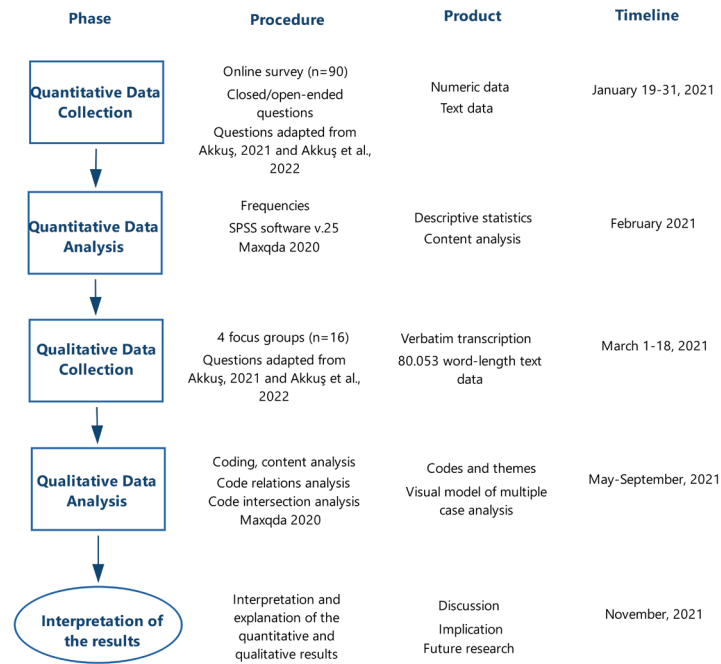 Phase
Procedure
Product
Timeline
Quantitative Data
Collection
Online survey (n=90)
Closed/open-ended
questions
Questions adapted from
Akkuş, 2021 and Akkuş et al.,
2022
Numeric data
Text data
January 19-31, 2021
Quantitative Data
Analysis
Frequencies
SPSS software v.25
Maxqda 2020
Descriptive statistics
Content analysis
February 2021
Qualitative Data
Collection
4 focus groups (n=16)
Questions adapted from
Akkuş, 2021 and Akkuş et al.,
2022
Verbatim transcription
80.053 word-length text
data
March 1-18, 2021
Qualitative Data
Analysis
Coding, content analysis
Code relations analysis
Code intersection analysis
Maxqda 2020
Codes and themes
Visual model of multiple
case analysis
May-September, 2021
Interpretation of
the results
Interpretation and
explanation of the
quantitative and
qualitative results
Discussion
Implication
Future research
November, 2021